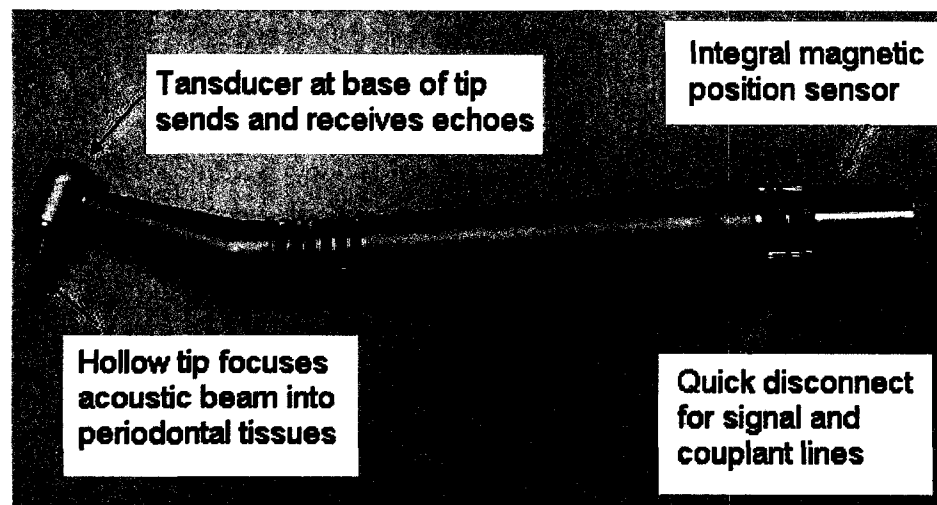 Tansducer at base of tip
sends and receives echoes
Integral magnetic
position sensor
Hollow tip focuses
acoustic beam into
periodontal tissues
Quick disconnect
for signal and
couplant lines